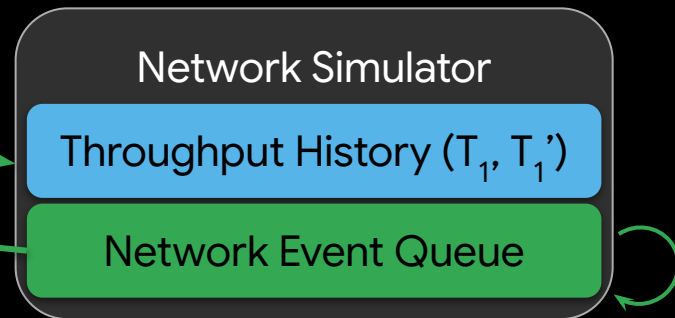 Network Simulator
Throughput History (T₁, T₁’)
Network Event Queue